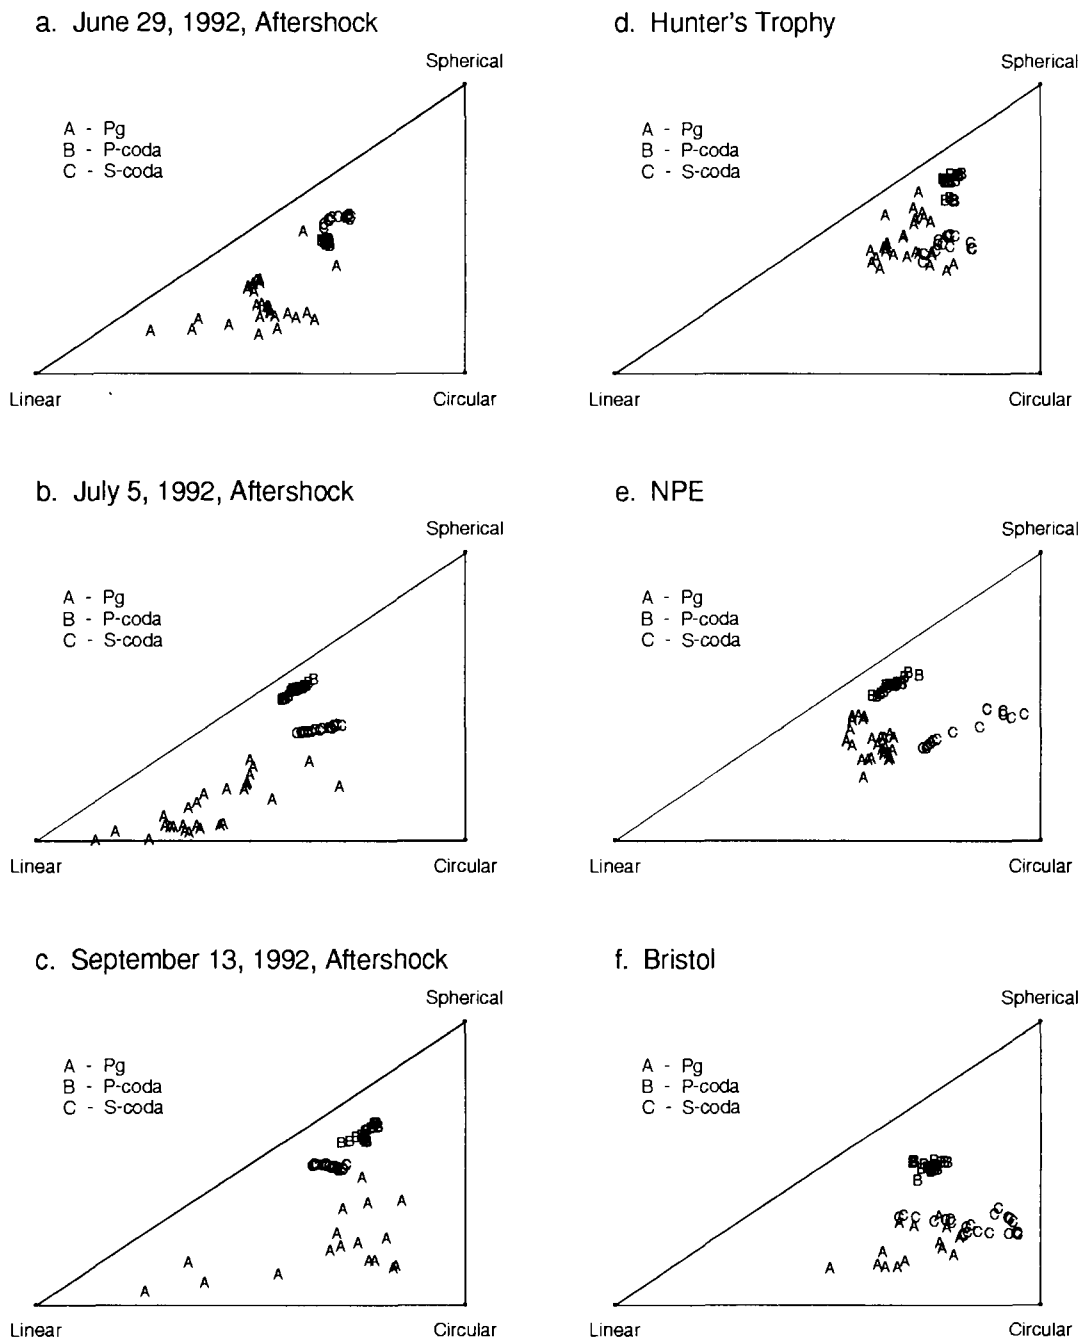 a. June 29, 1992, Aftershock
Spherical
A - Pg
B - P-coda
C - S-coda
Linear
Circular
d. Hunter's Trophy
Spherical
A - Pg
B - P-coda
C - S-coda
Linear
Circular
b. July 5, 1992, Aftershock
Spherical
A - Pg
B - P-coda
C - S-coda
Linear
Circular
e. NPE
Spherical
A - Pg
B - P-coda
C - S-coda
Linear
Circular
c. September 13, 1992, Aftershock
Spherical
A - Pg
B - P-coda
C - S-coda
Linear
Circular
f. Bristol
Spherical
A - Pg
B - P-coda
C - S-coda
Linear
Circular